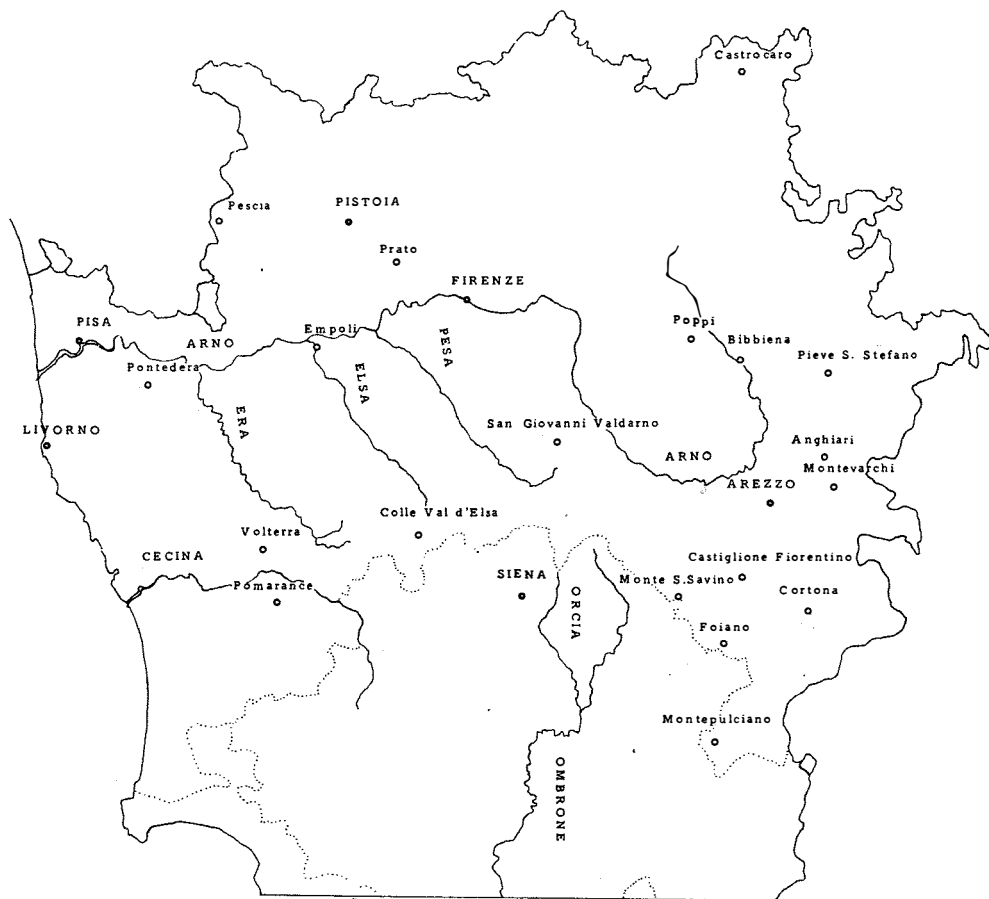 Castrocaro
Pescia
PISTOIA
Prato
FIRENZE
PISA
ARNO
Empoli
PESA
Poppi
Bibbiena
Pieve S. Stefano
Pontedera
ELSA
ERA
LIVORNO
San Giovanni Valdarno
ARNO
Anghiari
Montevarchi
AREZZO
Colle Val d'Elsa
Volterra
CECINA
Pomarance
SIENA
ORCIA
Monte S.Savino
Castiglione Fiorentino
Cortona
Foiano
Montepulciano
OMBRONE